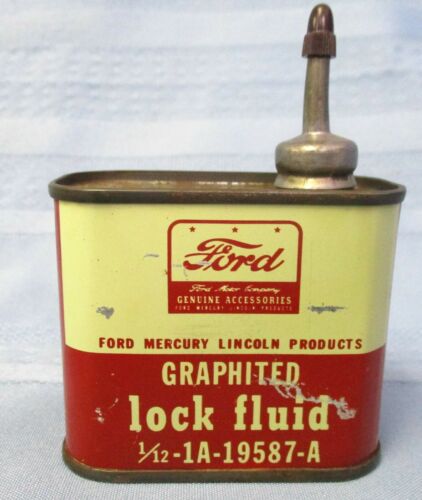 Ford
Ford Motor Company
GENUINE ACCESSORIES
FORD MERCURY LINCOLN PRODUCTS
FORD MERCURY LINCOLN PRODUCTS
GRAPHITED
lock fluid
1/12-1A-19587-A